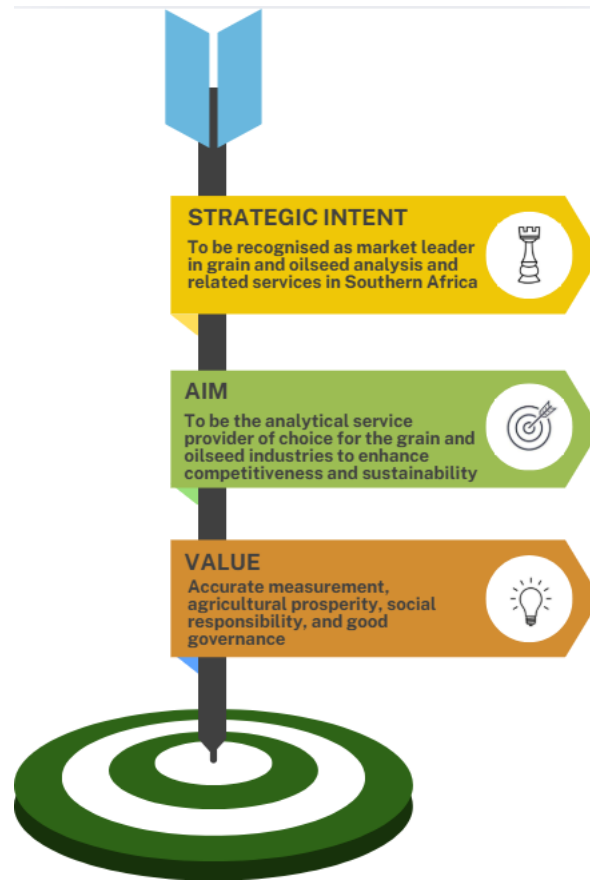 STRATEGIC INTENT
To be recognised as market leader
in grain and oilseed analysis and
related services in Southern Africa
AIM
To be the analytical service
provider of choice for the grain and
oilseed industries to enhance
competitiveness and sustainability
VALUE
Accurate measurement,
agricultural prosperity, social
responsibility, and good
governance